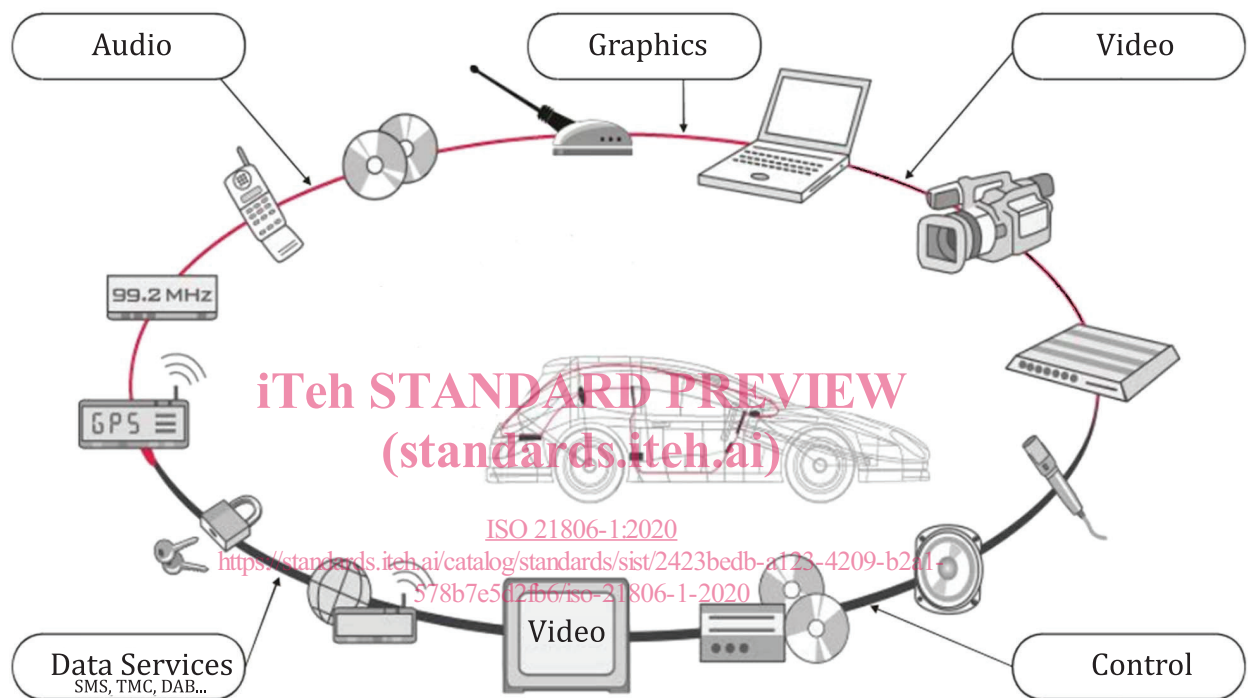 Audio
Graphics
Video
99.2 MHz
GPS
iTeh STANDARD PREVIEW
(standards.iteh.ai)
ISO 21806-1:2020
https://standards.iteh.ai/catalog/standards/sist/2423bedb-a123-4209-b2a1-
578b7e5d2fb6/iso-21806-1-2020
Video
Data Services
SMS, TMC, DAB...
Control